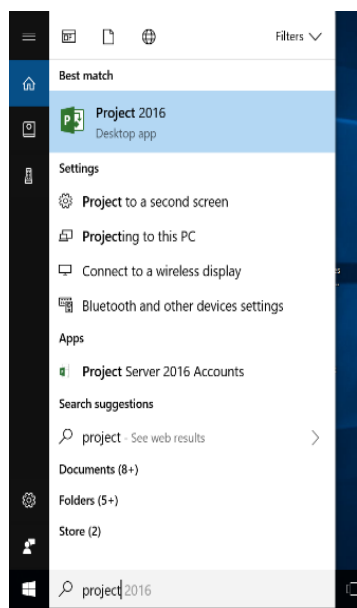 Filters
Best match
Project 2016
Desktop app
Settings
Project to a second screen
Projecting to this PC
Connect to a wireless display
Bluetooth and other devices settings
Apps
Project Server 2016 Accounts
Search suggestions
project - See web results
Documents (8+)
Folders (5+)
Store (2)
project 2016